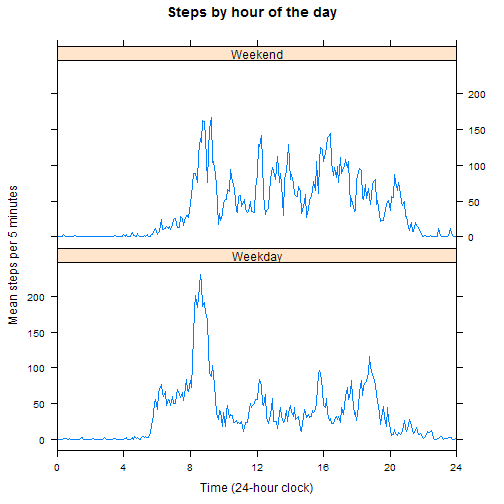 Steps by hour of the day
Weekend
200
150
100
50
0
Weekday
200
150
100
50
0
0 4 8 12 16 20 24
Mean steps per 5 minutes
Time (24-hour clock)